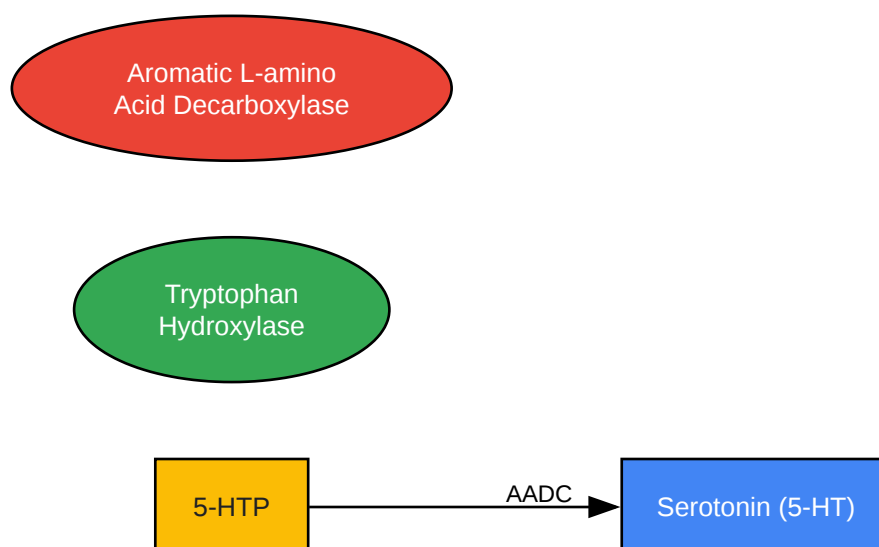 Aromatic L-amino
Acid Decarboxylase
Tryptophan
Hydroxylase
5-HTP
AADC
Serotonin (5-HT)